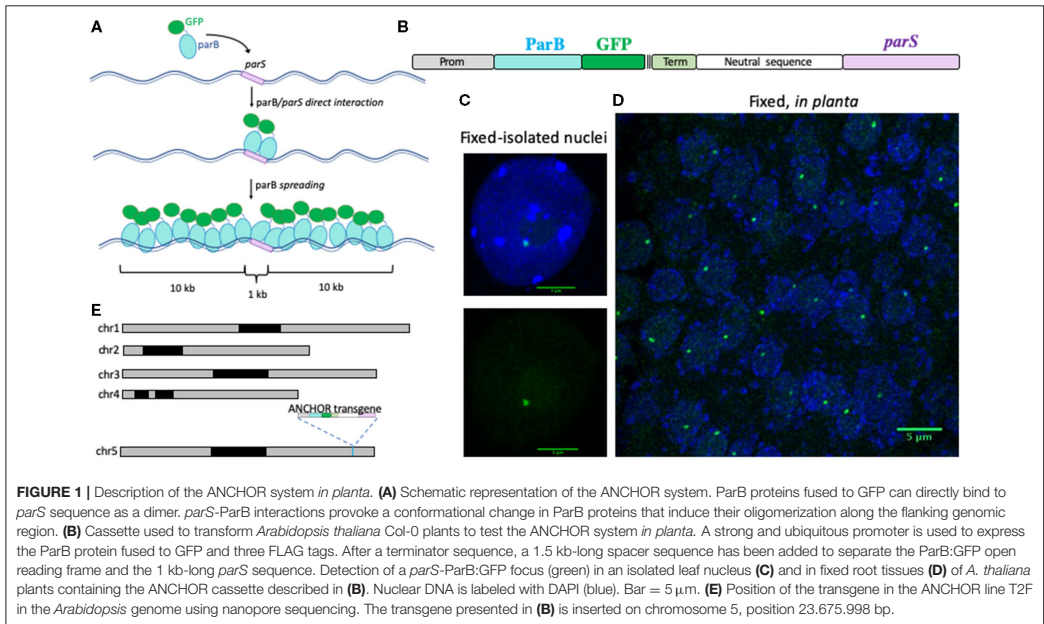 A
GFP
parB
parS
parB/parS direct interaction
parB spreading
10 kb
1 kb
10 kb
B
ParB
GFP
parS
Prom
Term
Neutral sequence
C
Fixed-isolated nuclei
D
Fixed, in planta
5 µm
E
chr1
chr2
chr3
chr4
ANCHOR transgene
chr5
FIGURE 1 | Description of the ANCHOR system in planta. (A) Schematic representation of the ANCHOR system. ParB proteins fused to GFP can directly bind to
parS sequence as a dimer. parS-ParB interactions provoke a conformational change in ParB proteins that induce their oligomerization along the flanking genomic
region. (B) Cassette used to transform Arabidopsis thaliana Col-0 plants to test the ANCHOR system in planta. A strong and ubiquitous promoter is used to express
the ParB protein fused to GFP and three FLAG tags. After a terminator sequence, a 1.5 kb-long spacer sequence has been added to separate the ParB:GFP open
reading frame and the 1 kb-long parS sequence. Detection of a parS-ParB:GFP focus (green) in an isolated leaf nucleus (C) and in fixed root tissues (D) of A. thaliana
plants containing the ANCHOR cassette described in (B). Nuclear DNA is labeled with DAPI (blue). Bar = 5 µm. (E) Position of the transgene in the ANCHOR line T2F
in the Arabidopsis genome using nanopore sequencing. The transgene presented in (B) is inserted on chromosome 5, position 23.675.998 bp.